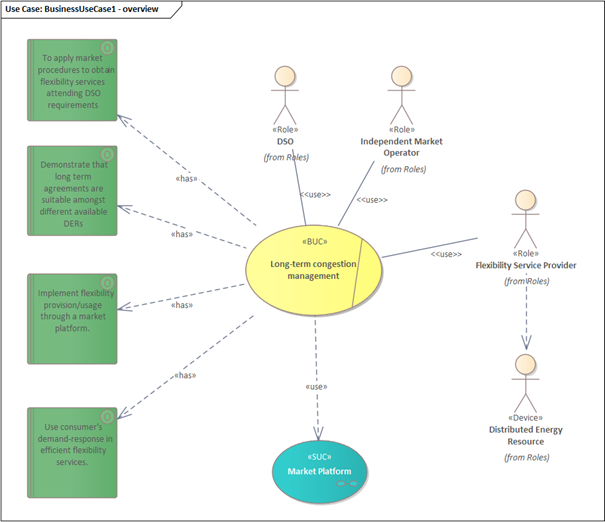 Use Case: BusinessUseCase1 - overview
To apply market
procedures to obtain
flexibility services
attending DSO
requirements
Demonstrate that
long term
agreements are
suitable amongst
different available
DERs
Implement flexibility
provision/usage
through a market
platform.
Use consumer's
demand-response in
efficient flexibility
services.
«has»
«has»
«has»
«has»
«Role»
DSO
(from Roles)
«Role»
Independent Market
Operator
(from Roles)
<<use>>
<<use>>
<<use>>
«BUC»
Long-term congestion
management
«Role»
Flexibility Service Provider
(from Roles)
«use»
«Device»
Distributed Energy
Resource
(from Roles)
«SUC»
Market Platform